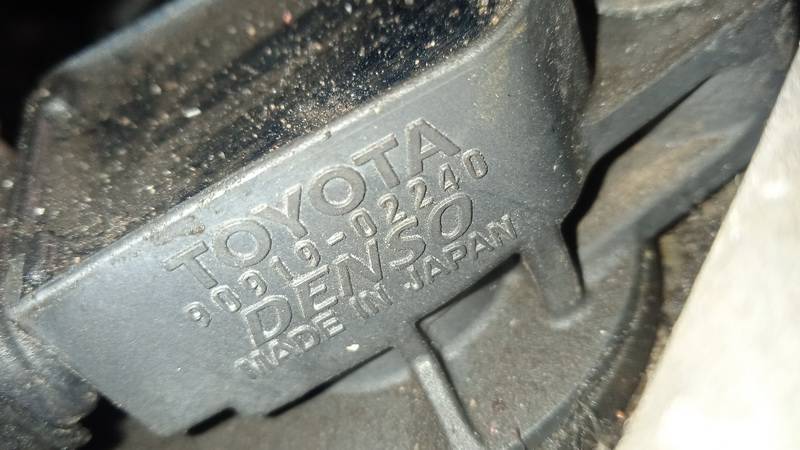 TOYOTA
90919-02240
DENSO
MADE IN JAPAN